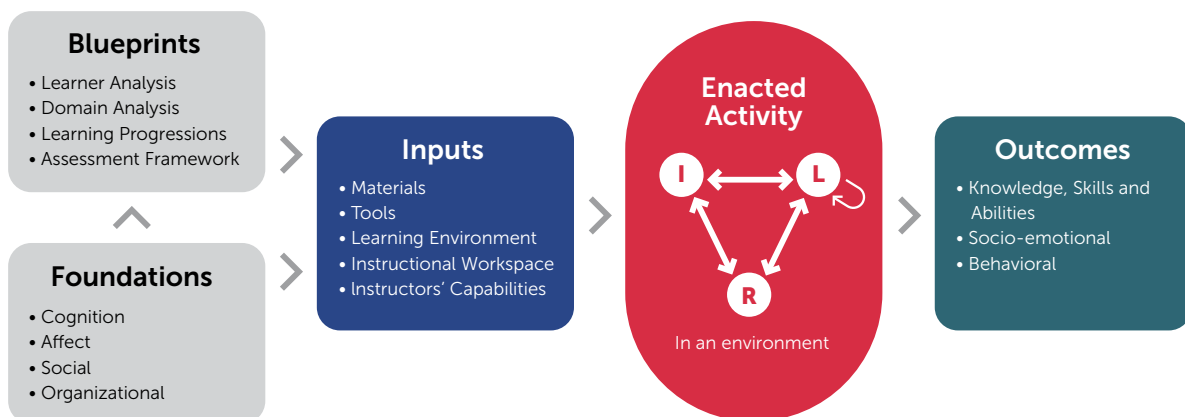 Blueprints
• Learner Analysis
• Domain Analysis
• Learning Progressions
• Assessment Framework
Foundations
• Cognition
• Affect
• Social
• Organizational
Inputs
• Materials
• Tools
• Learning Environment
• Instructional Workspace
• Instructors' Capabilities
Enacted
Activity
I
L
R
In an environment
Outcomes
• Knowledge, Skills and
Abilities
• Socio-emotional
• Behavioral